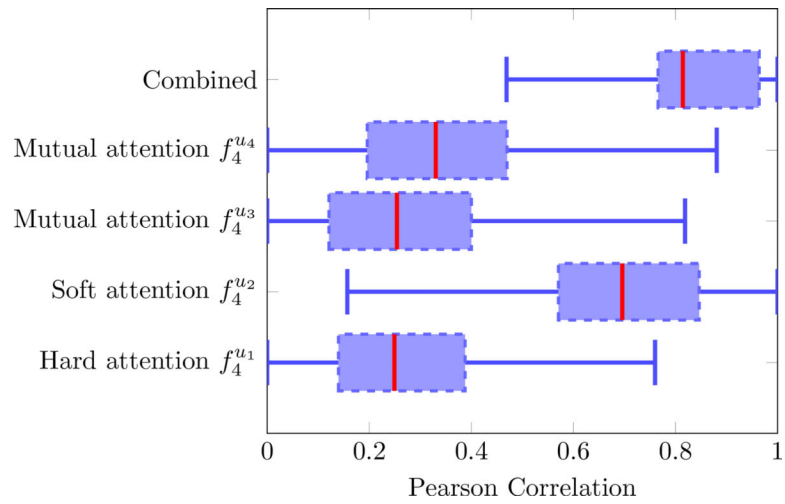 Combined
Mutual attention f₄ᵘ⁴
Mutual attention f₄ᵘ³
Soft attention f₄ᵘ²
Hard attention f₄ᵘ¹
0 0.2 0.4 0.6 0.8 1
Pearson Correlation